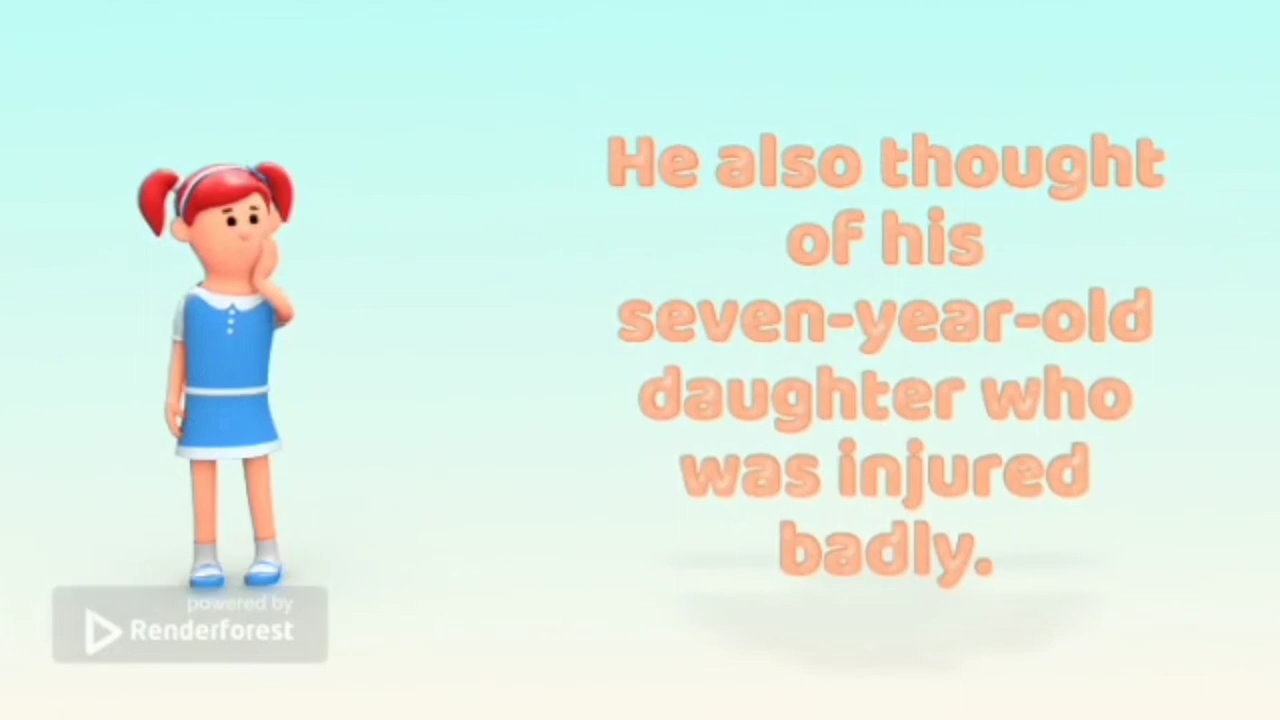 He also thought
of his
seven-year-old
daughter who
was injured
badly.
powered by
Renderforest